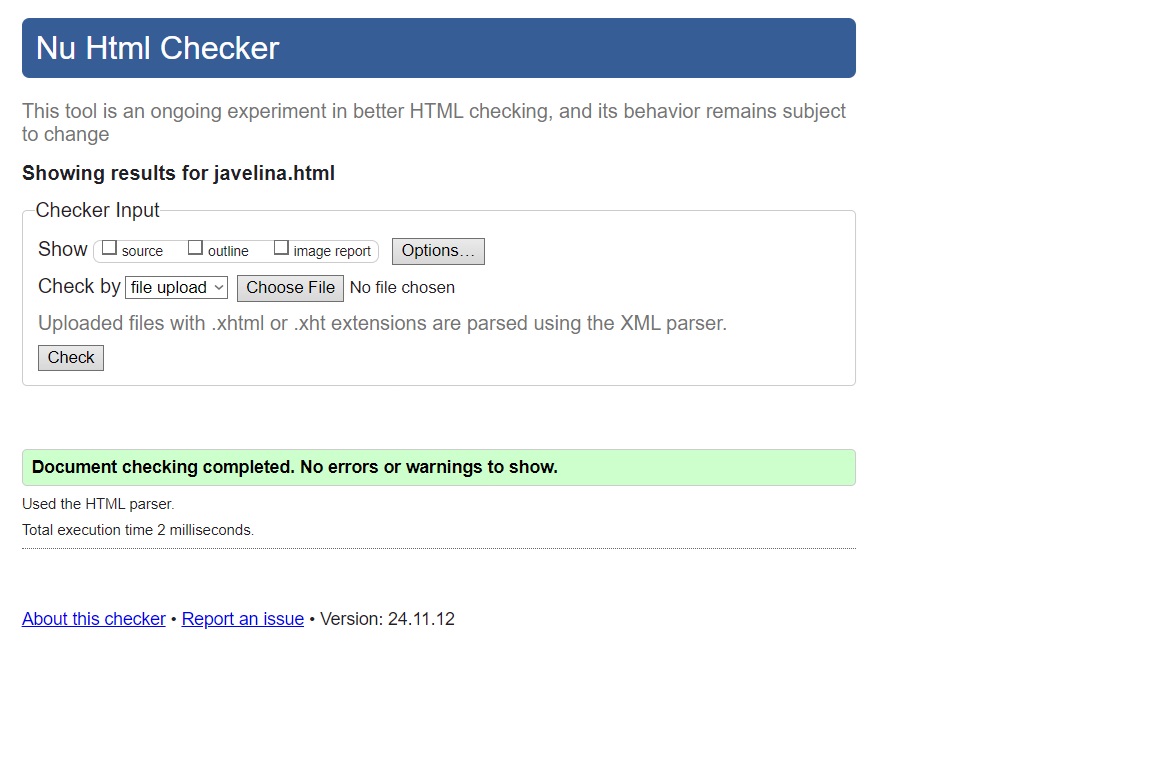 Nu Html Checker
This tool is an ongoing experiment in better HTML checking, and its behavior remains subject
to change
Showing results for javelina.html
Checker Input
Show source outline image report Options...
Check by file upload Choose File No file chosen
Uploaded files with .xhtml or .xht extensions are parsed using the XML parser.
Check
Document checking completed. No errors or warnings to show.
Used the HTML parser.
Total execution time 2 milliseconds.
About this checker • Report an issue • Version: 24.11.12